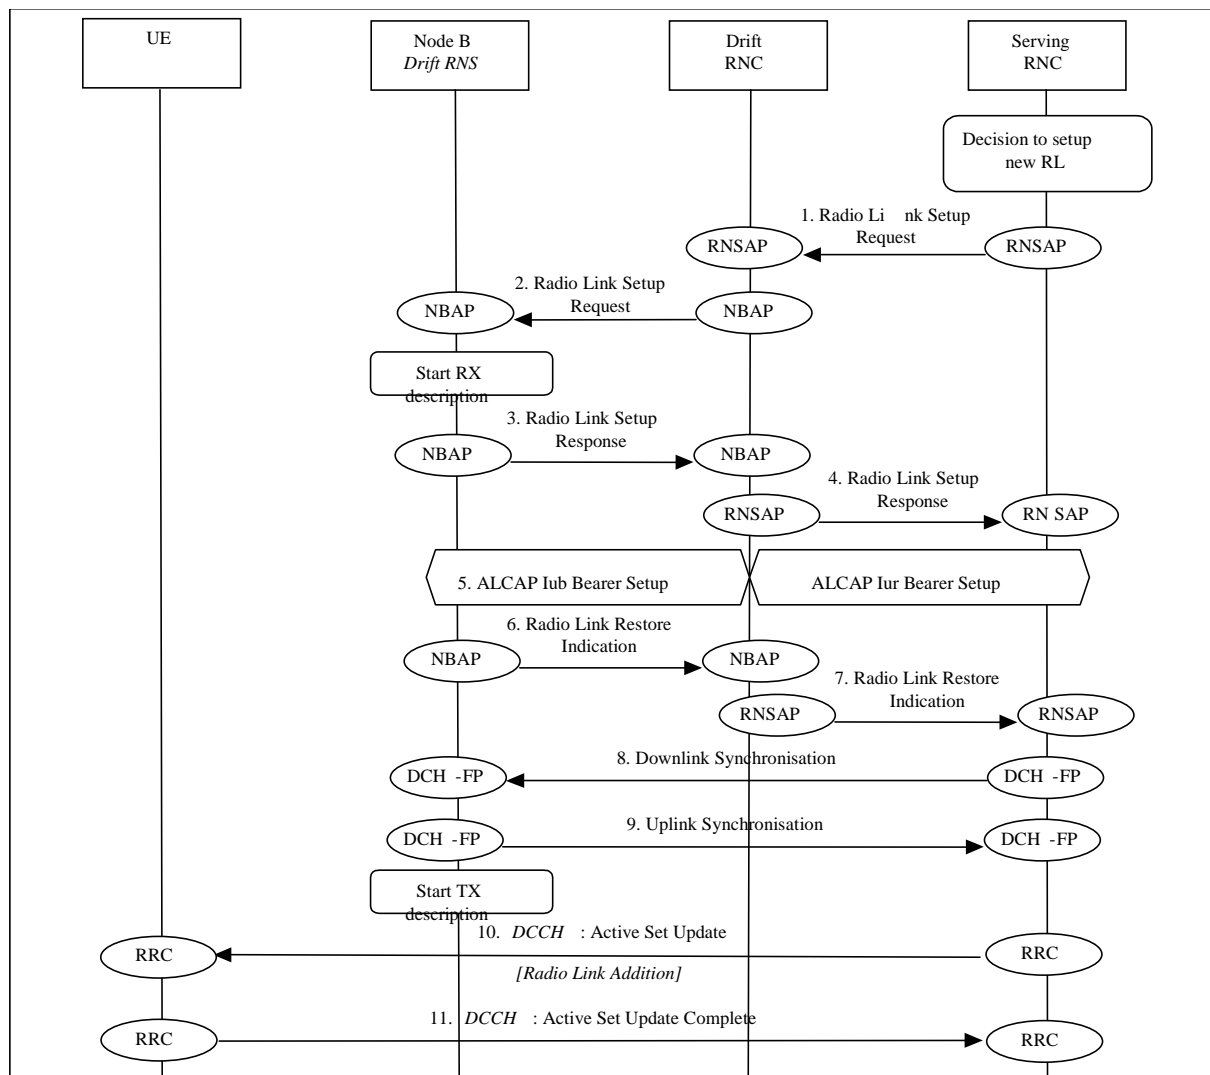 UE
Node B
Drift RNS
Drift
RNC
Serving
RNC
Decision to setup
new RL
1. Radio Li nk Setup
Request
RNSAP
RNSAP
2. Radio Link Setup
Request
NBAP
NBAP
Start RX
description
3. Radio Link Setup
Response
NBAP
NBAP
4. Radio Link Setup
Response
RNSAP
RN SAP
5. ALCAP Iub Bearer Setup
ALCAP Iur Bearer Setup
6. Radio Link Restore
Indication
NBAP
NBAP
7. Radio Link Restore
Indication
RNSAP
RNSAP
8. Downlink Synchronisation
DCH -FP
DCH -FP
9. Uplink Synchronisation
DCH -FP
DCH -FP
Start TX
description
10. DCCH : Active Set Update
RRC
RRC
[Radio Link Addition]
11. DCCH : Active Set Update Complete
RRC
RRC